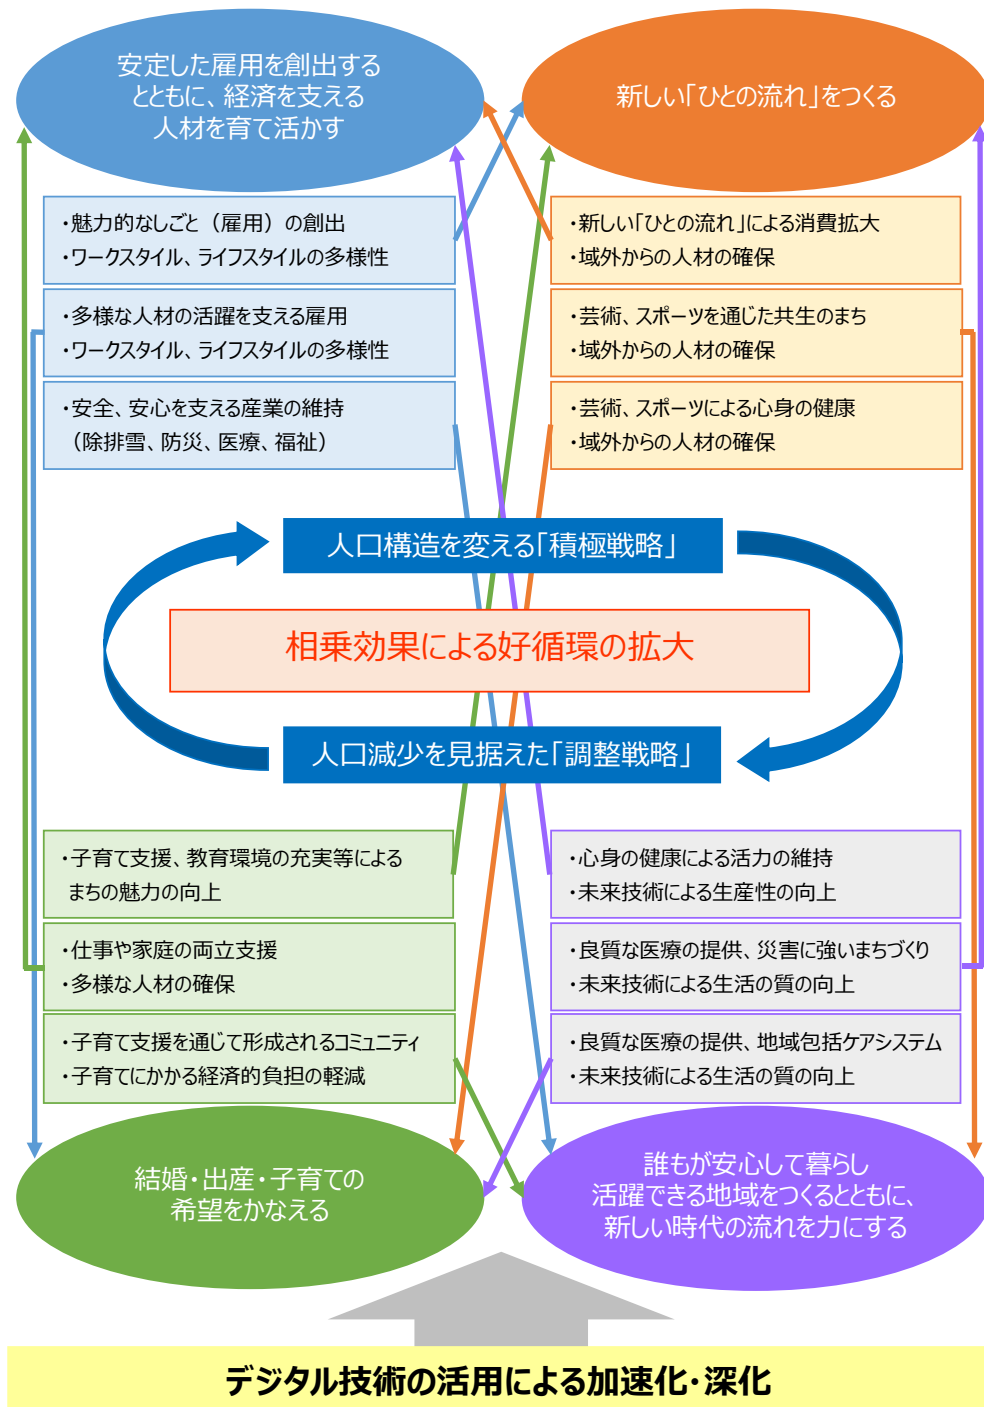 安定した雇用を創出する
とともに、経済を支える
人材を育て活かす
新しい「ひとの流れ」をつくる
・魅力的なしごと（雇用）の創出
・ワークスタイル、ライフスタイルの多様性
・多様な人材の活躍を支える雇用
・ワークスタイル、ライフスタイルの多様性
・安全、安心を支える産業の維持
（除排雪、防災、医療、福祉）
・新しい「ひとの流れ」による消費拡大
・域外からの人材の確保
・芸術、スポーツを通じた共生のまち
・域外からの人材の確保
・芸術、スポーツによる心身の健康
・域外からの人材の確保
人口構造を変える「積極戦略」
相乗効果による好循環の拡大
人口減少を見据えた「調整戦略」
・子育て支援、教育環境の充実等による
まちの魅力の向上
・仕事や家庭の両立支援
・多様な人材の確保
・子育て支援を通じて形成されるコミュニティ
・子育てにかかる経済的負担の軽減
・心身の健康による活力の維持
・未来技術による生産性の向上
・良質な医療の提供、災害に強いまちづくり
・未来技術による生活の質の向上
・良質な医療の提供、地域包括ケアシステム
・未来技術による生活の質の向上
結婚・出産・子育ての
希望をかなえる
誰もが安心して暮らし
活躍できる地域をつくるとともに、
新しい時代の流れを力にする
デジタル技術の活用による加速化・深化